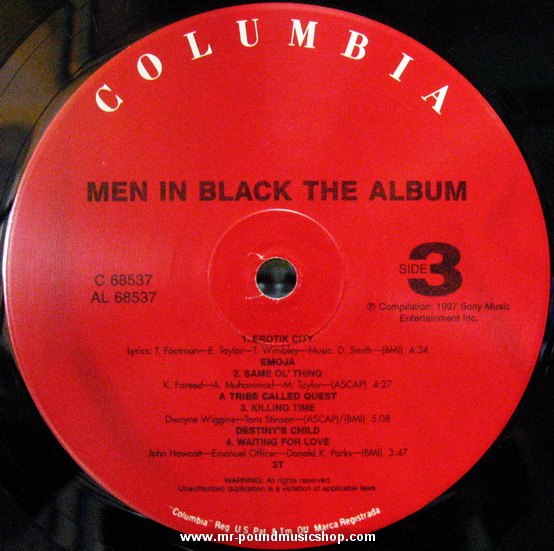 COLUMBIA
MEN IN BLACK THE ALBUM
C 68537
AL 68537
SIDE 3
℗ Compilation: 1997 Sony Music
Entertainment Inc.
1. EROTIK CITY
Lyrics: T. Footman—E. Taylor—T. Wimbley—Music: D. Smith—(BMI) 4:34
EMOJA
2. SAME OL' THING
K. Fareed—A. Muhammad—M. Taylor—(ASCAP) 4:27
A TRIBE CALLED QUEST
3. KILLING TIME
Dwayne Wiggins—Tara Stinson—(ASCAP)/(BMI) 5:08
DESTINY'S CHILD
4. WAITING FOR LOVE
John Howcott—Emanuel Officer—Donald K. Parks—(BMI) 3:47
3T
WARNING: All rights reserved.
Unauthorized duplication is a violation of applicable laws.
"Columbia" Reg. U.S. Pat. & Tm. Off. Marca Registrada
www.mr-poundmusicshop.com